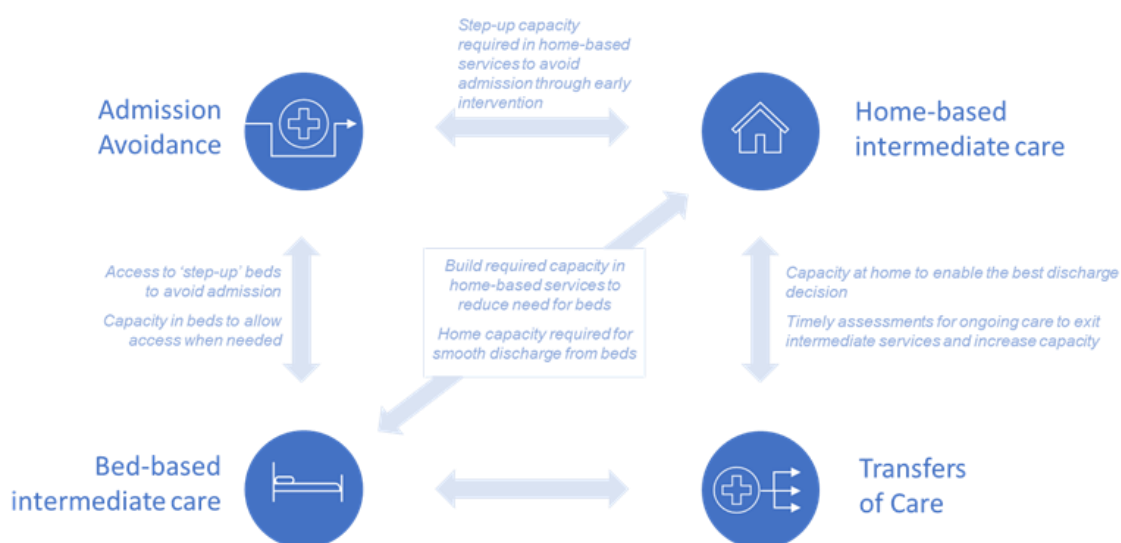 Step-up capacity
required in home-based
services to avoid
admission through early
intervention
Admission
Avoidance
Home-based
intermediate care
Access to ‘step-up’ beds
to avoid admission
Capacity in beds to allow
access when needed
Build required capacity in
home-based services to
reduce need for beds
Home capacity required for
smooth discharge from beds
Capacity at home to enable the best discharge
decision
Timely assessments for ongoing care to exit
intermediate services and increase capacity
Bed-based
intermediate care
Transfers
of Care